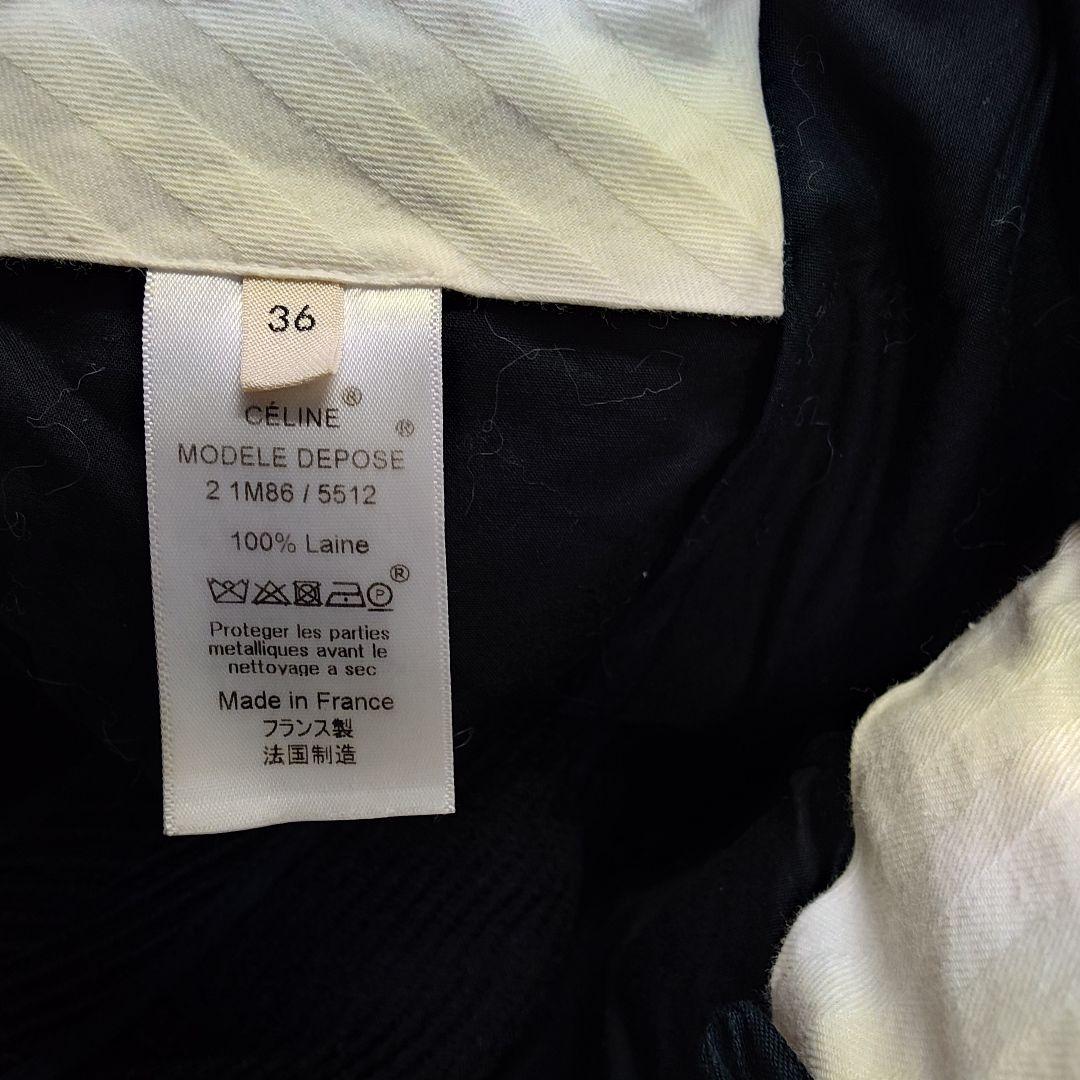 36
CÉLINE®
MODELE DEPOSE®
2 1M86 / 5512
100% Laine
P ®
Proteger les parties
metalliques avant le
nettoyage a sec
Made in France
フランス製
法国制造